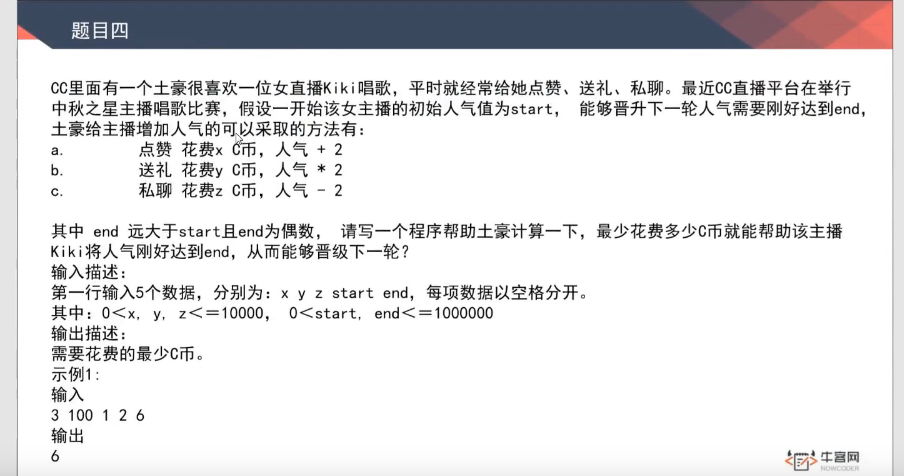 题目四
CC里面有一个土豪很喜欢一位女直播Kiki唱歌，平时就经常给她点赞、送礼、私聊。最近CC直播平台在举行
中秋之星主播唱歌比赛，假设一开始该女主播的初始人气值为start， 能够晋升下一轮人气需要刚好达到end，
土豪给主播增加人气的可以采取的方法有：
a. 点赞 花费x C币，人气 + 2
b. 送礼 花费y C币，人气 * 2
c. 私聊 花费z C币，人气 - 2
其中 end 远大于start且end为偶数， 请写一个程序帮助土豪计算一下，最少花费多少C币就能帮助该主播
Kiki将人气刚好达到end，从而能够晋级下一轮？
输入描述：
第一行输入5个数据，分别为：x y z start end，每项数据以空格分开。
其中：0<x, y, z<=10000， 0<start, end<=1000000
输出描述：
需要花费的最少C币。
示例1:
输入
3 100 1 2 6
输出
6
牛客网
NOWCODER